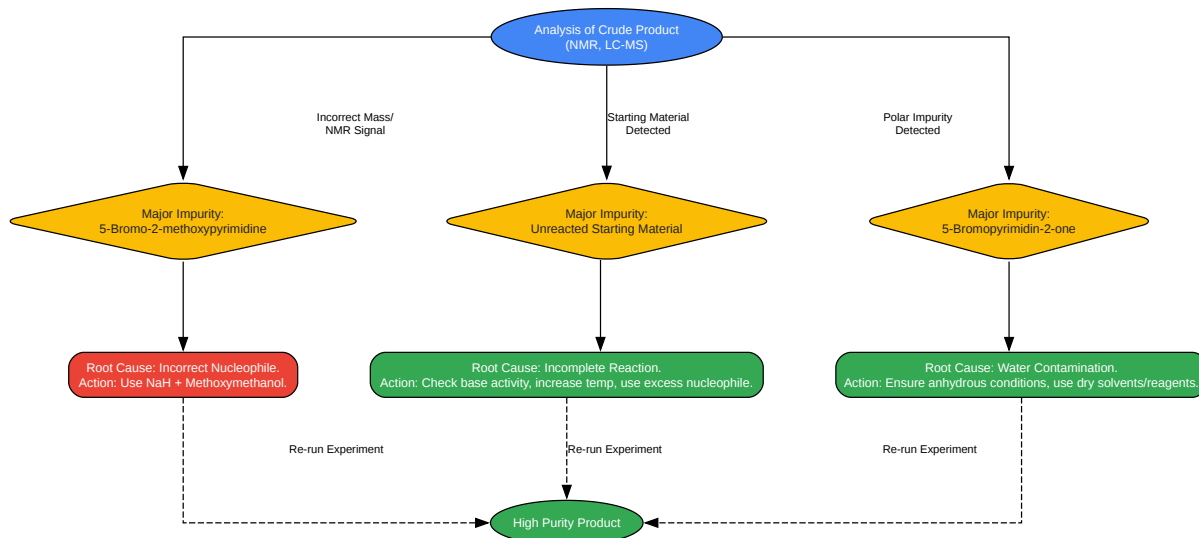 Analysis of Crude Product
(NMR, LC-MS)
Incorrect Mass/
NMR Signal
Starting Material
Detected
Polar Impurity
Detected
Major Impurity:
5-Bromo-2-methoxypyrimidine
Major Impurity:
Unreacted Starting Material
Major Impurity:
5-Bromopyrimidin-2-one
Root Cause: Incorrect Nucleophile.
Action: Use NaH + Methoxymethanol.
Root Cause: Incomplete Reaction.
Action: Check base activity, increase temp, use excess nucleophile.
Root Cause: Water Contamination.
Action: Ensure anhydrous conditions, use dry solvents/reagents.
Re-run Experiment
Re-run Experiment
Re-run Experiment
High Purity Product